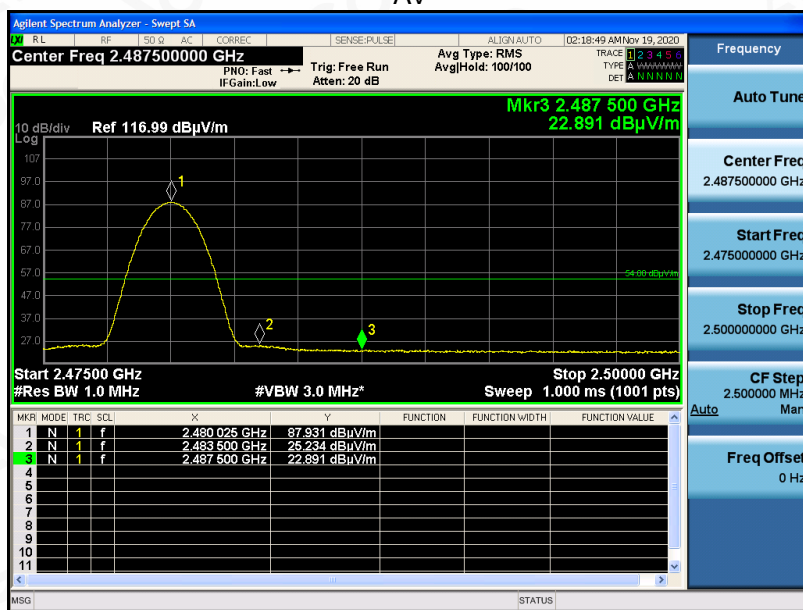 AV
Agilent Spectrum Analyzer - Swept SA
LXI RL RF 50 Ω AC CORREC SENSE:PULSE ALIGN AUTO 02:18:49 AM Nov 19, 2020
Center Freq 2.487500000 GHz
PNO: Fast
IFGain:Low
Trig: Free Run
Atten: 20 dB
Avg Type: RMS
Avg|Hold: 100/100
TRACE 1 2 3 4 5 6
TYPE A WWWWW
DET A N N N N N
Mkr3 2.487 500 GHz
22.891 dBµV/m
10 dB/div Ref 116.99 dBµV/m
Log
107
97.0
87.0
77.0
67.0
57.0
47.0
37.0
27.0
1
2
3
54.00 dBµV/m
Start 2.47500 GHz Stop 2.50000 GHz
#Res BW 1.0 MHz #VBW 3.0 MHz* Sweep 1.000 ms (1001 pts)
MKR MODE TRC SCL X Y FUNCTION FUNCTION WIDTH FUNCTION VALUE
1 N 1 f 2.480 025 GHz 87.931 dBµV/m
2 N 1 f 2.483 500 GHz 25.234 dBµV/m
3 N 1 f 2.487 500 GHz 22.891 dBµV/m
4
5
6
7
8
9
10
11
MSG STATUS
Frequency
Auto Tune
Center Freq
2.487500000 GHz
Start Freq
2.475000000 GHz
Stop Freq
2.500000000 GHz
CF Step
2.500000 MHz
Auto Man
Freq Offset
0 Hz